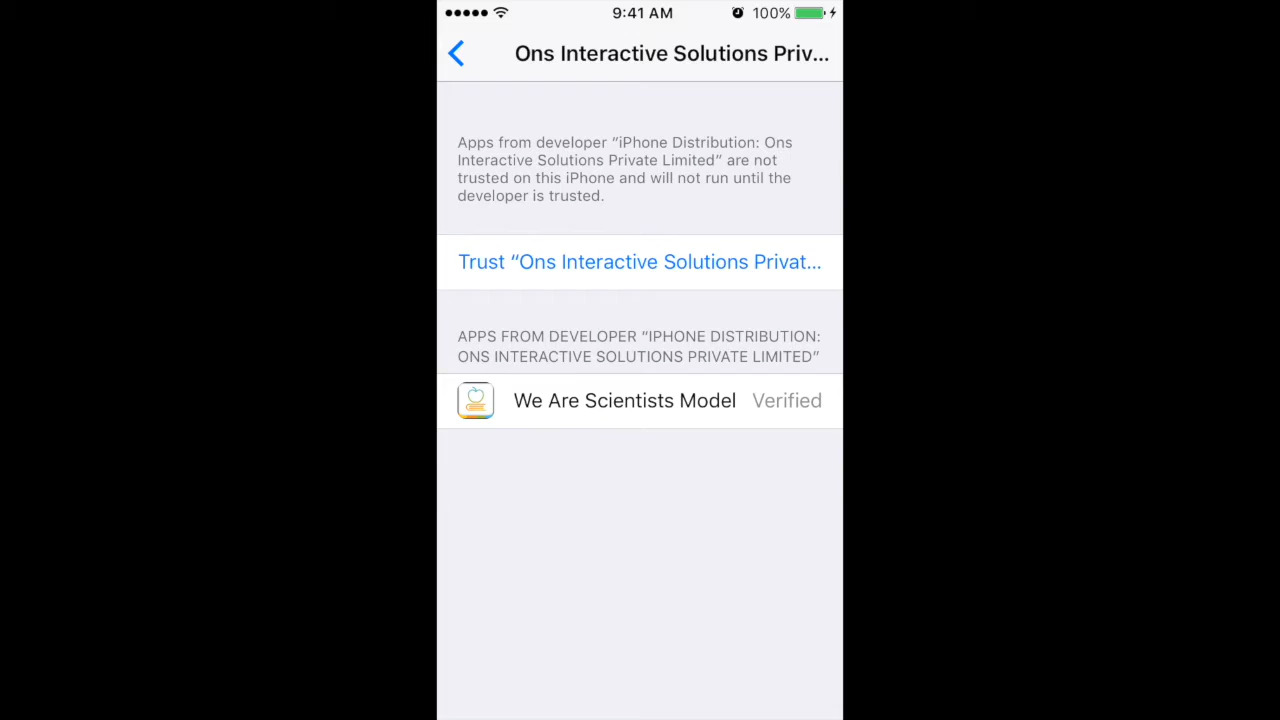 9:41 AM 100%
Ons Interactive Solutions Priv...
Apps from developer “iPhone Distribution: Ons
Interactive Solutions Private Limited” are not
trusted on this iPhone and will not run until the
developer is trusted.
Trust “Ons Interactive Solutions Privat...
APPS FROM DEVELOPER “IPHONE DISTRIBUTION:
ONS INTERACTIVE SOLUTIONS PRIVATE LIMITED”
We Are Scientists Model Verified